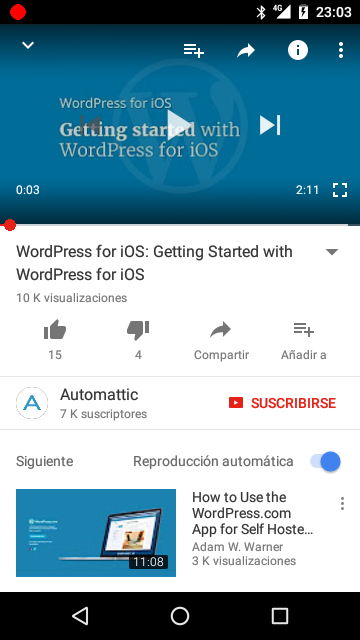 4G 23:03
WordPress for iOS
Getting started with
WordPress for iOS
0:03 2:11
WordPress for iOS: Getting Started with
WordPress for iOS
10 K visualizaciones
15 4 Compartir Añadir a
Automattic
7 K suscriptores
SUSCRIBIRSE
Siguiente Reproducción automática
How to Use the
WordPress.com
App for Self Hoste…
Adam W. Warner
3 K visualizaciones
WordPress.com
11:08